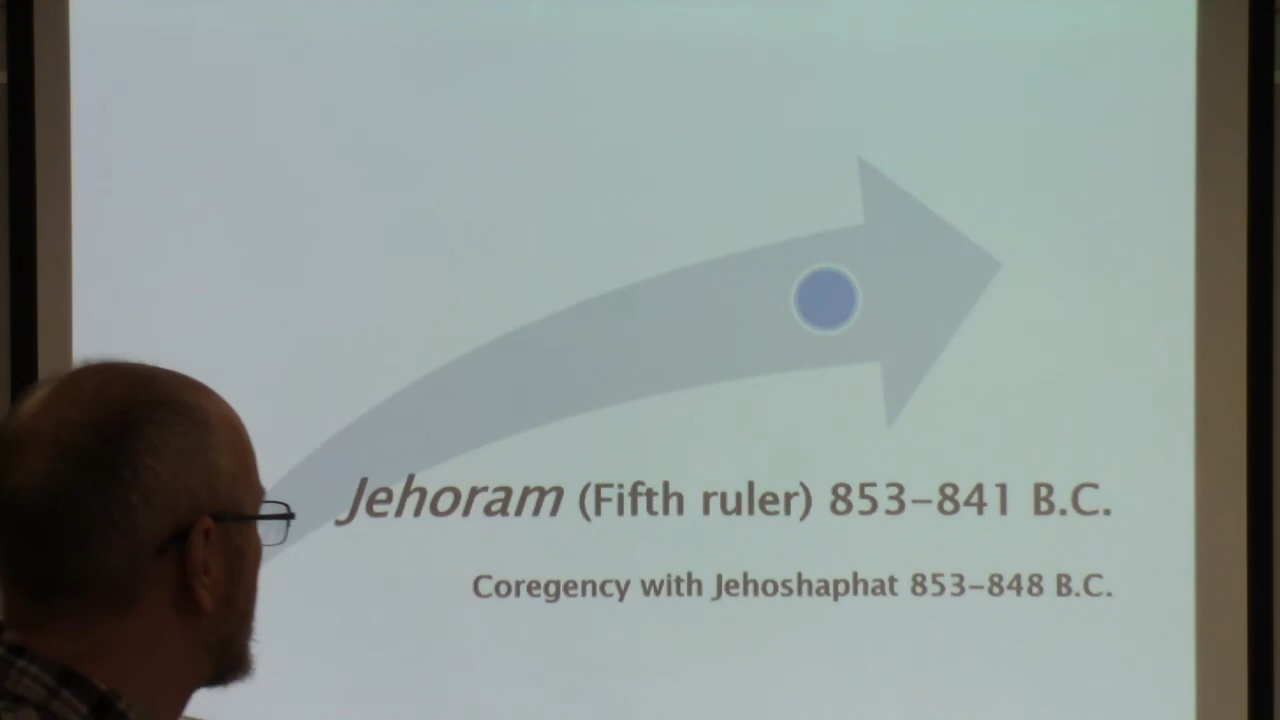 Jehoram (Fifth ruler) 853–841 B.C.
Coregency with Jehoshaphat 853–848 B.C.